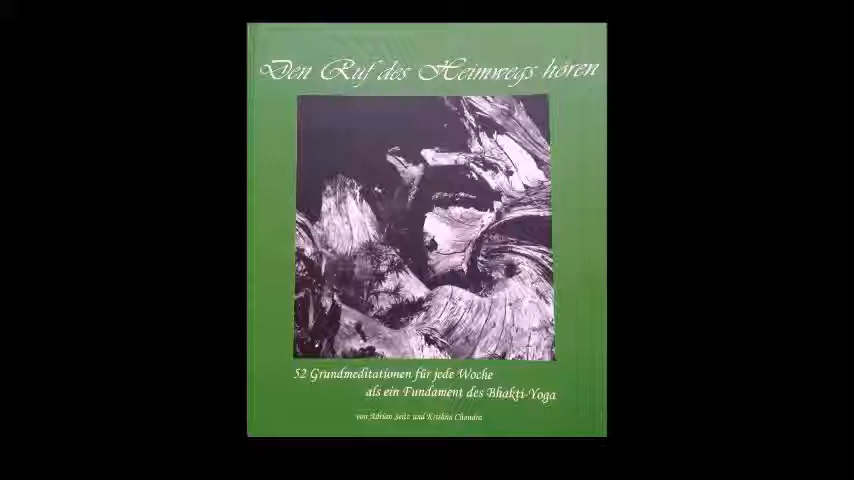 Den Ruf des Heimwegs hören
52 Grundmeditationen für jede Woche
als ein Fundament des Bhakti-Yoga
von Adrian Seitz und Krishna Chandra